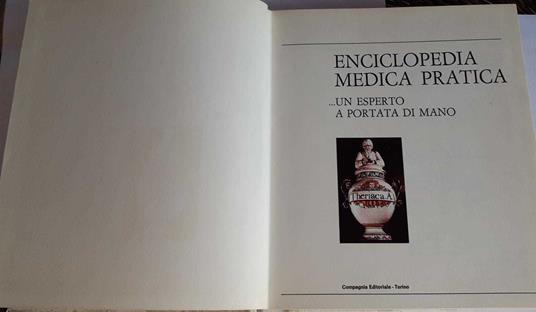 ENCICLOPEDIA
MEDICA PRATICA
...UN ESPERTO
A PORTATA DI MANO
Theriaca.A.
Compagnia Editoriale - Torino